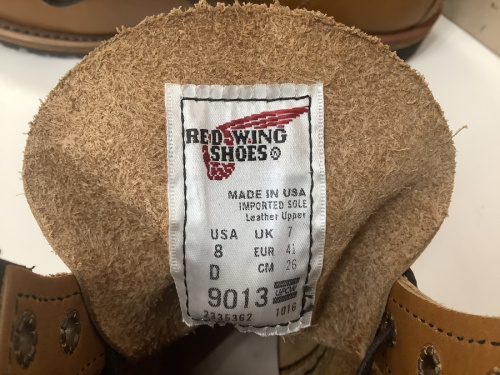 RED WING
SHOES®
MADE IN USA
IMPORTED SOLE
Leather Upper
USA UK 7
8 EUR 41
D CM 26
9013
2335362 1016